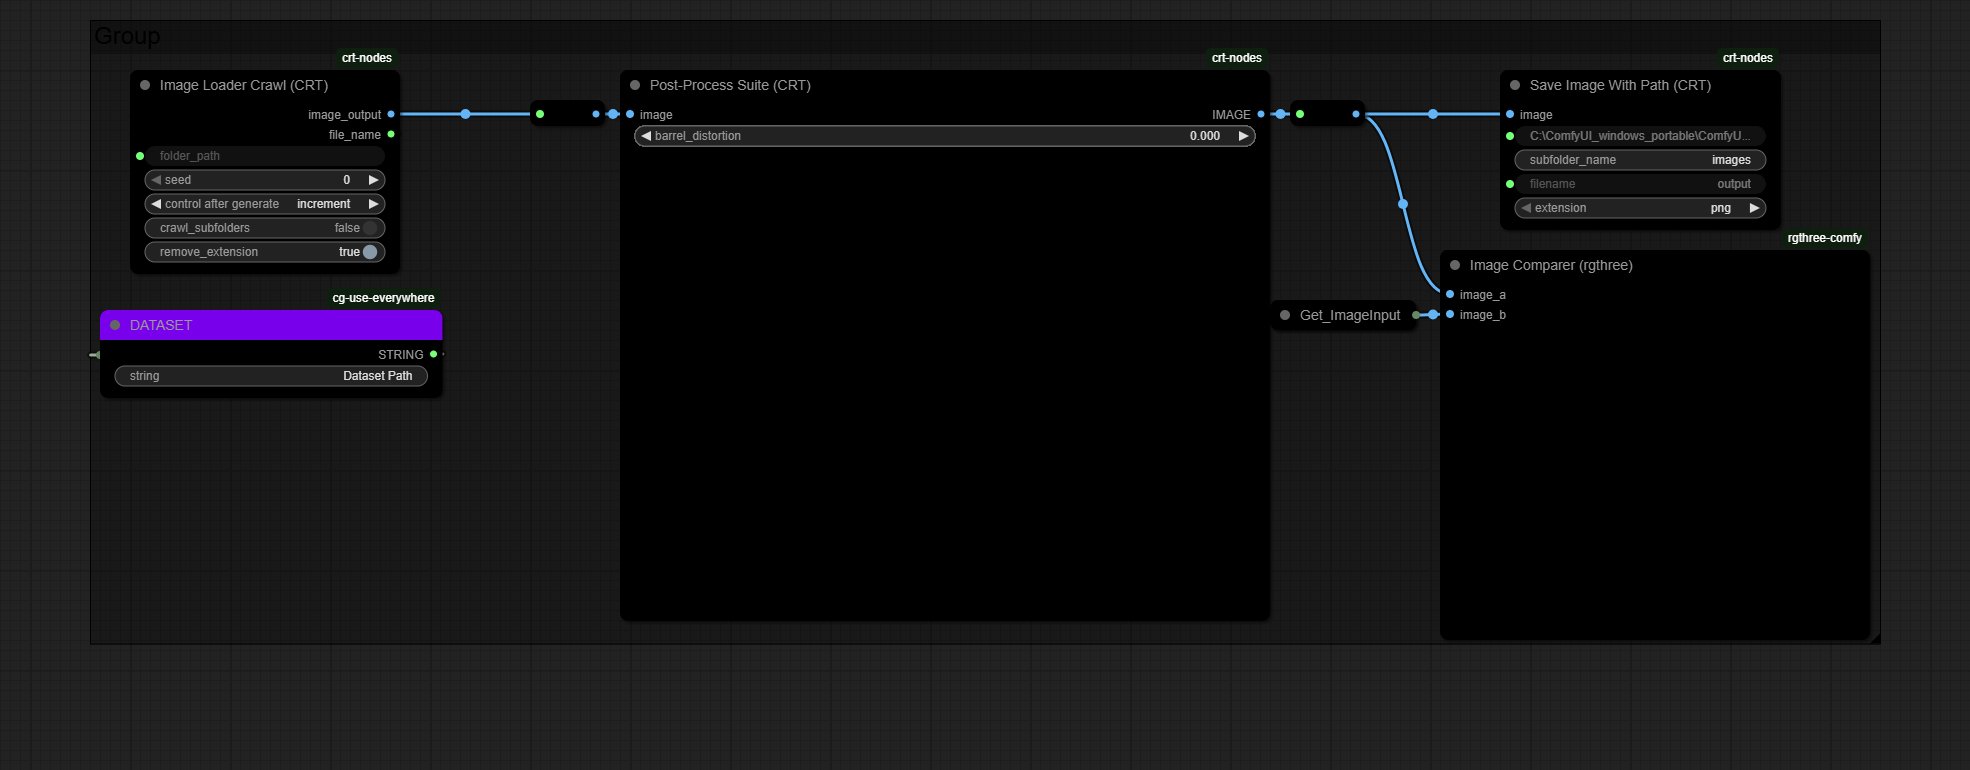 Group
crt-nodes
Image Loader Crawl (CRT)
image_output
file_name
folder_path
seed 0
control after generate increment
crawl_subfolders false
remove_extension true
cg-use-everywhere
DATASET
STRING
string Dataset Path
crt-nodes
Post-Process Suite (CRT)
image IMAGE
barrel_distortion 0.000
crt-nodes
Save Image With Path (CRT)
image
C:\ComfyUI_windows_portable\ComfyU...
subfolder_name images
filename output
extension png
rgthree-comfy
Image Comparer (rgthree)
image_a
Get_ImageInput
image_b